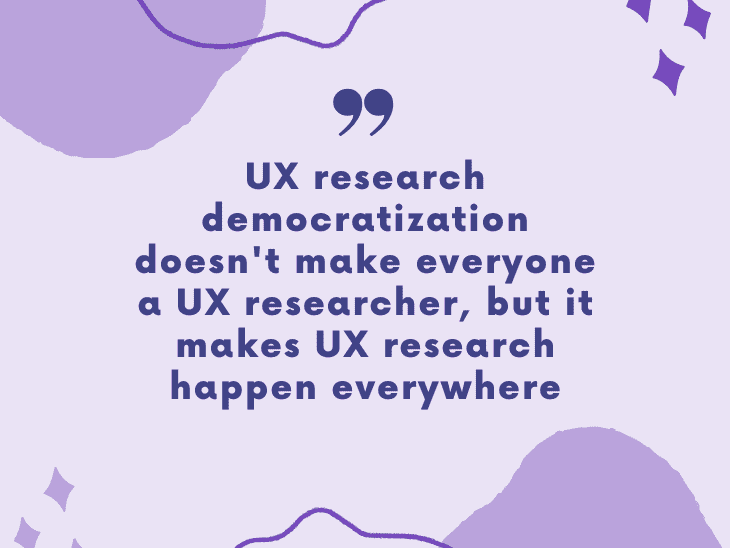 ”
UX research
democratization
doesn't make everyone
a UX researcher, but it
makes UX research
happen everywhere